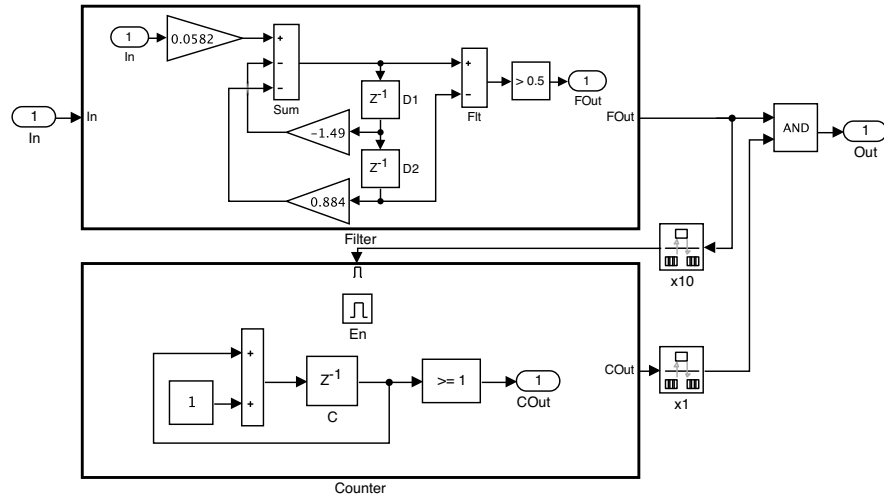 In
1
0.0582
+
−
−
Sum
In
1
In
Z-1
D1
−1.49
Z-1
D2
0.884
+
−
Flt
> 0.5
1
FOut
FOut
Filter
AND
1
Out
x10
En
+
+
1
Z-1
C
>= 1
1
COut
COut
x1
Counter